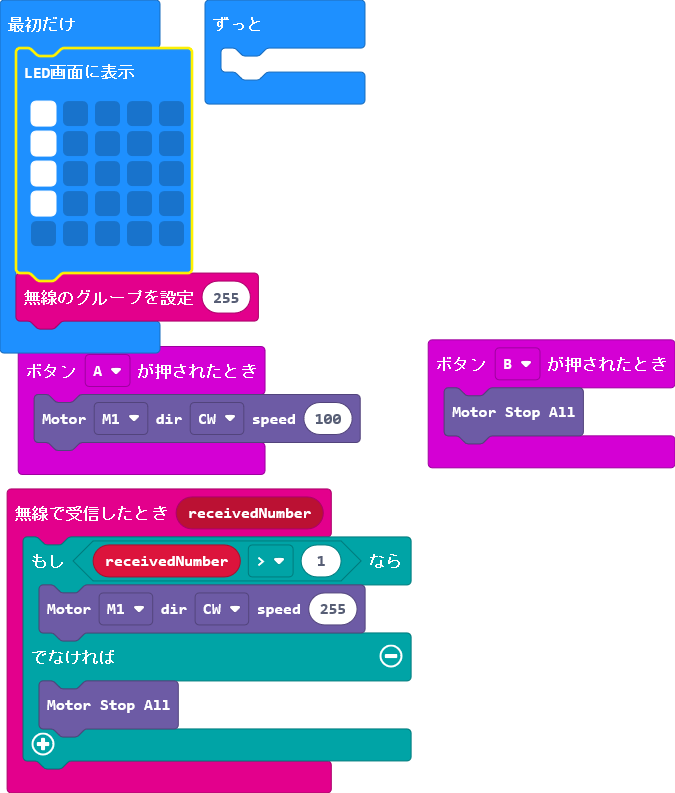 最初だけ
ずっと
LED画面に表示
無線のグループを設定 255
ボタン A が押されたとき
Motor M1 dir CW speed 100
ボタン B が押されたとき
Motor Stop All
無線で受信したとき receivedNumber
もし receivedNumber > 1 なら
Motor M1 dir CW speed 255
でなければ
Motor Stop All